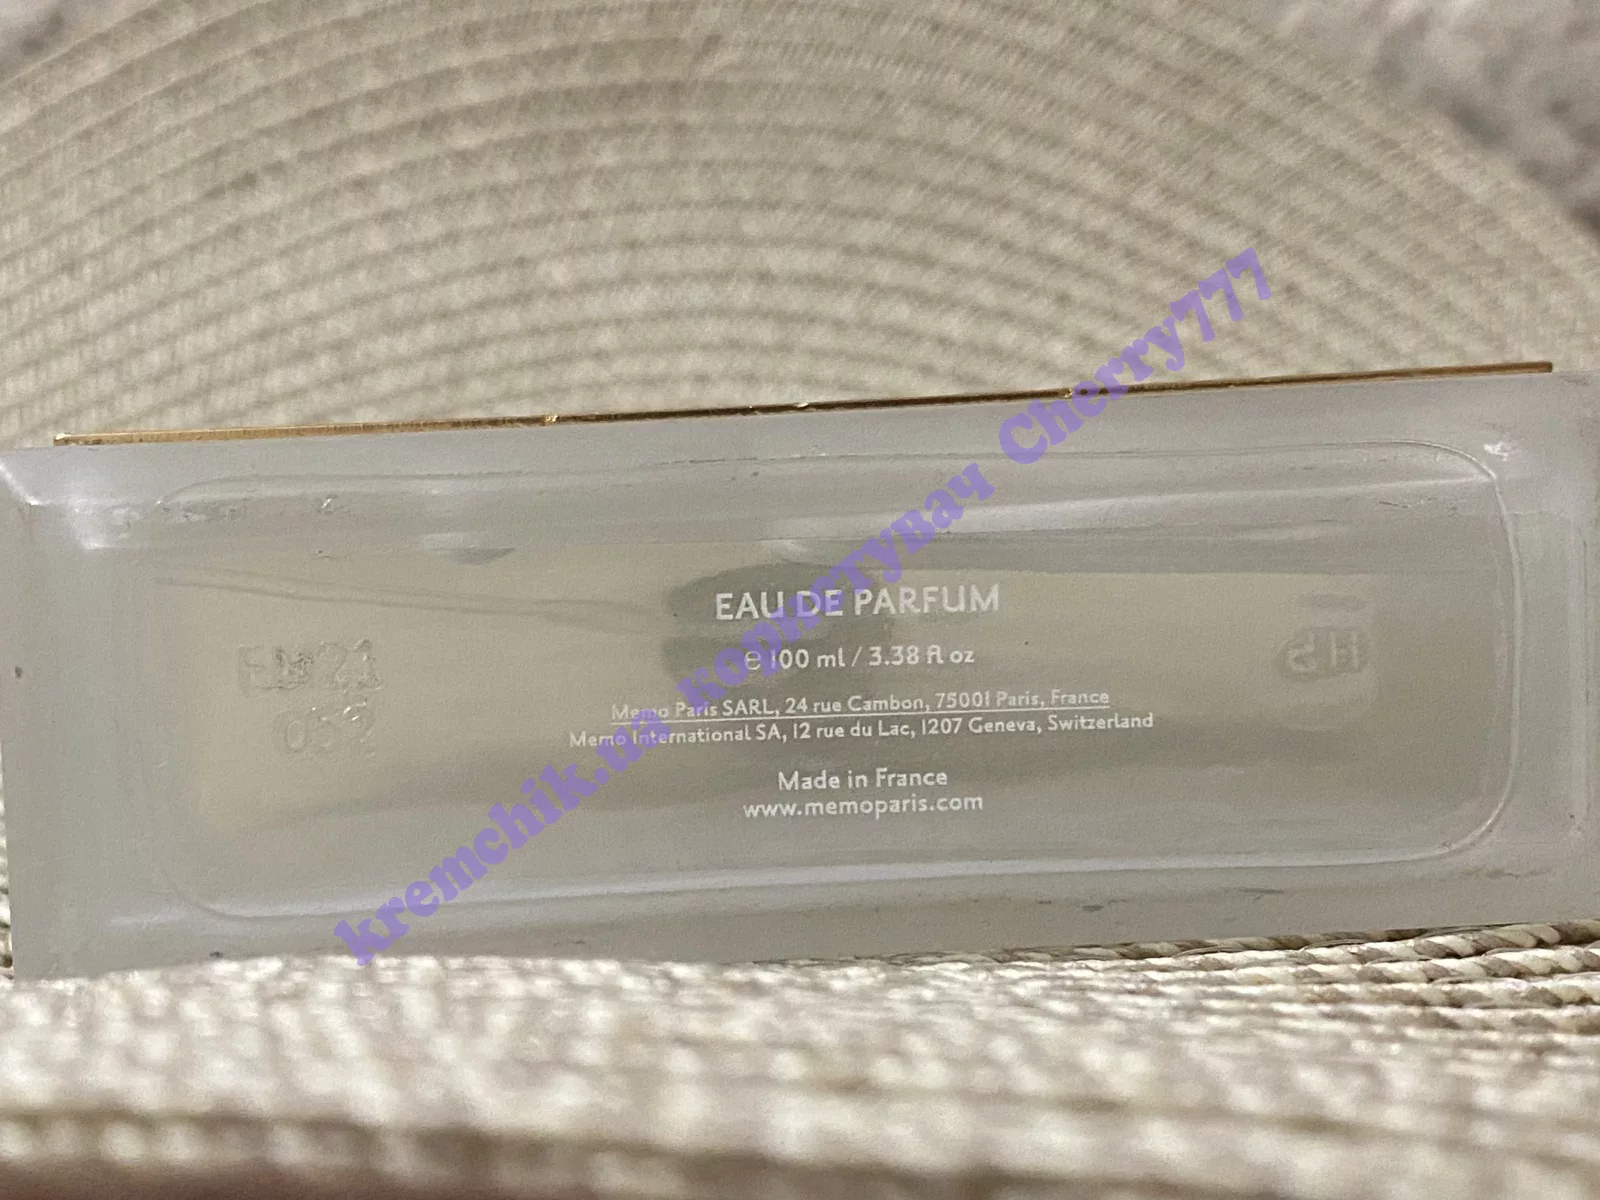 EAU DE PARFUM
℮ 100 ml / 3.38 fl oz
Memo Paris SARL, 24 rue Cambon, 75001 Paris, France
Memo International SA, 12 rue du Lac, 1207 Geneva, Switzerland
Made in France
www.memoparis.com
kremchik.ua користувач Cherry777